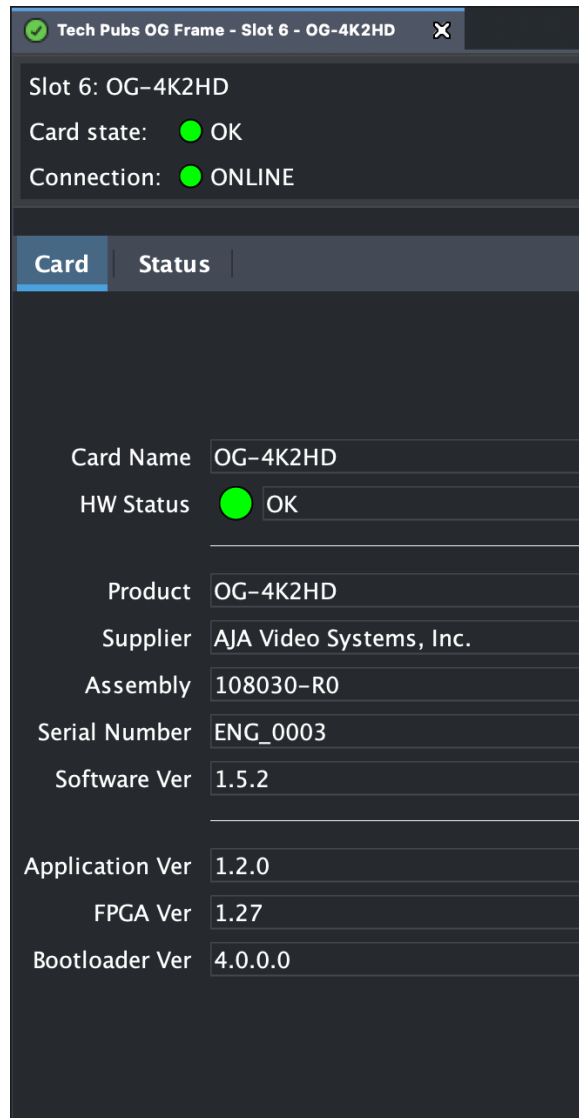 Tech Pubs OG Frame - Slot 6 - OG-4K2HD
Slot 6: OG-4K2HD
Card state: OK
Connection: ONLINE
Card Status
Card Name OG-4K2HD
HW Status OK
Product OG-4K2HD
Supplier AJA Video Systems, Inc.
Assembly 108030-R0
Serial Number ENG_0003
Software Ver 1.5.2
Application Ver 1.2.0
FPGA Ver 1.27
Bootloader Ver 4.0.0.0